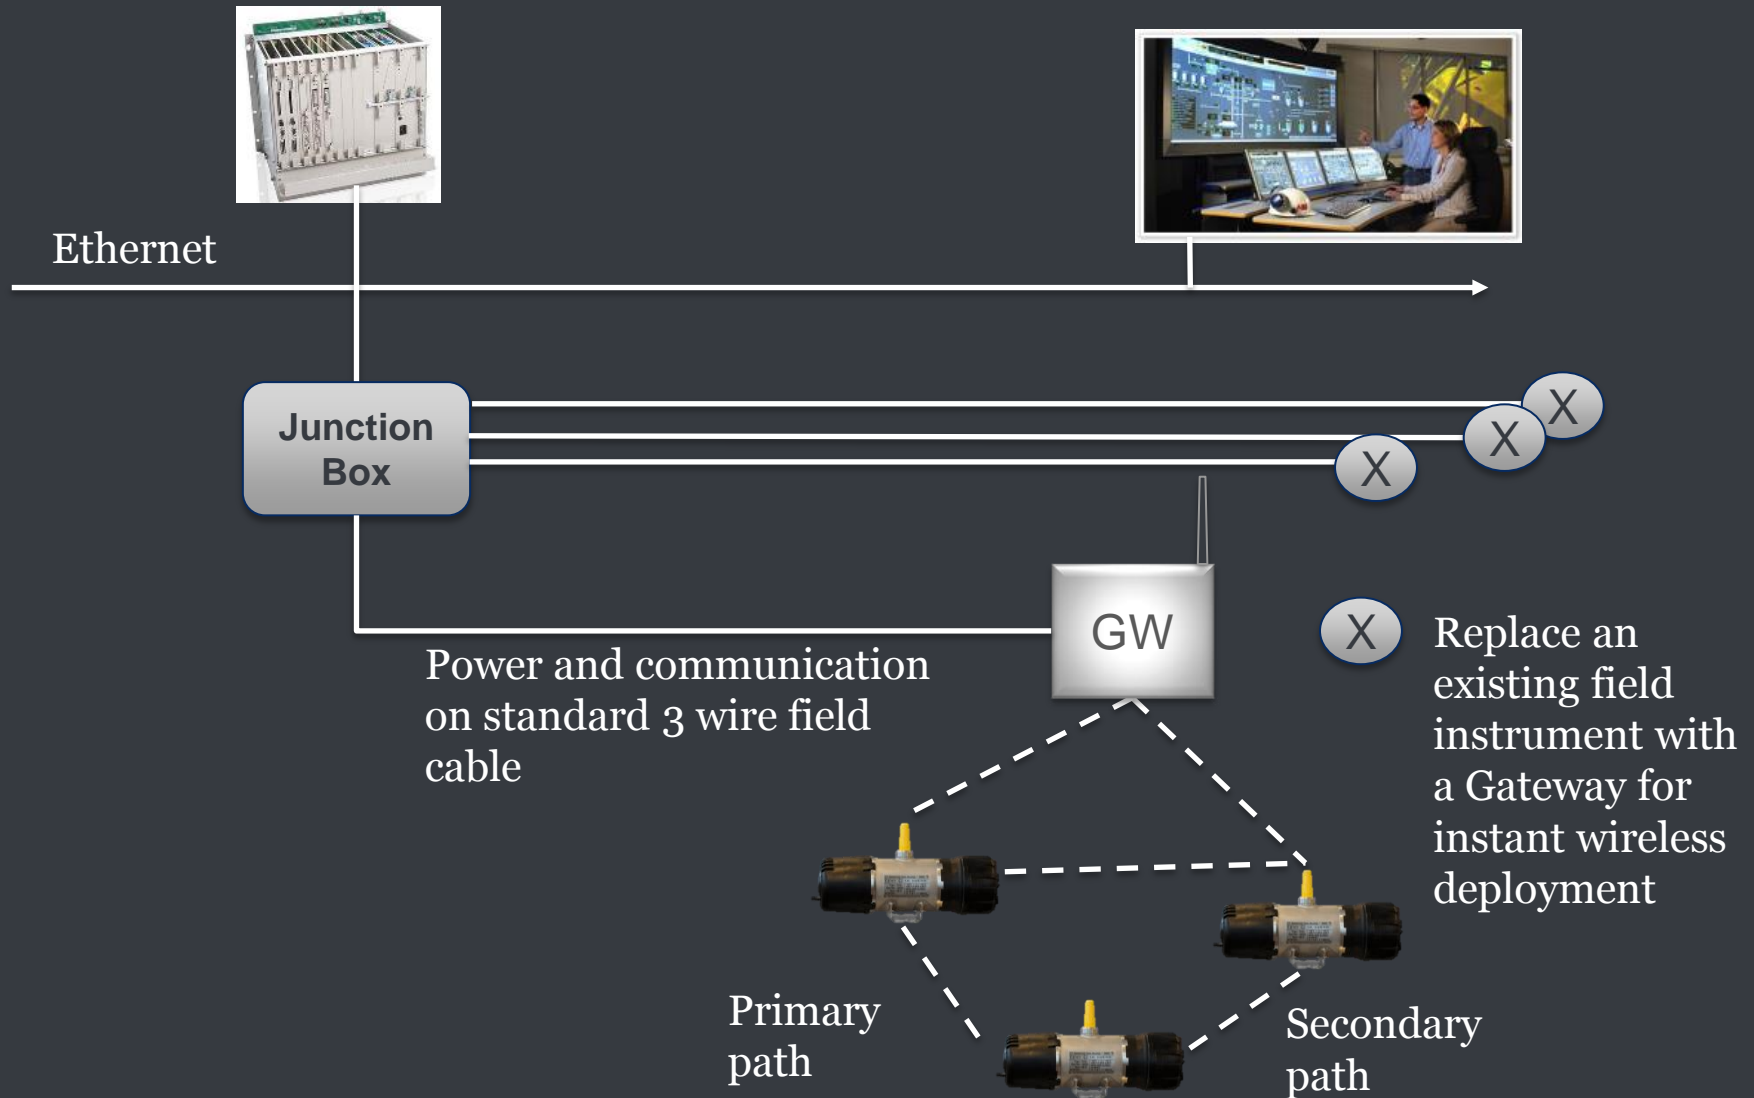 Ethernet
Junction
Box
X
X
X
GW
X
Power and communication
on standard 3 wire field
cable
Replace an
existing field
instrument with
a Gateway for
instant wireless
deployment
Primary
path
Secondary
path